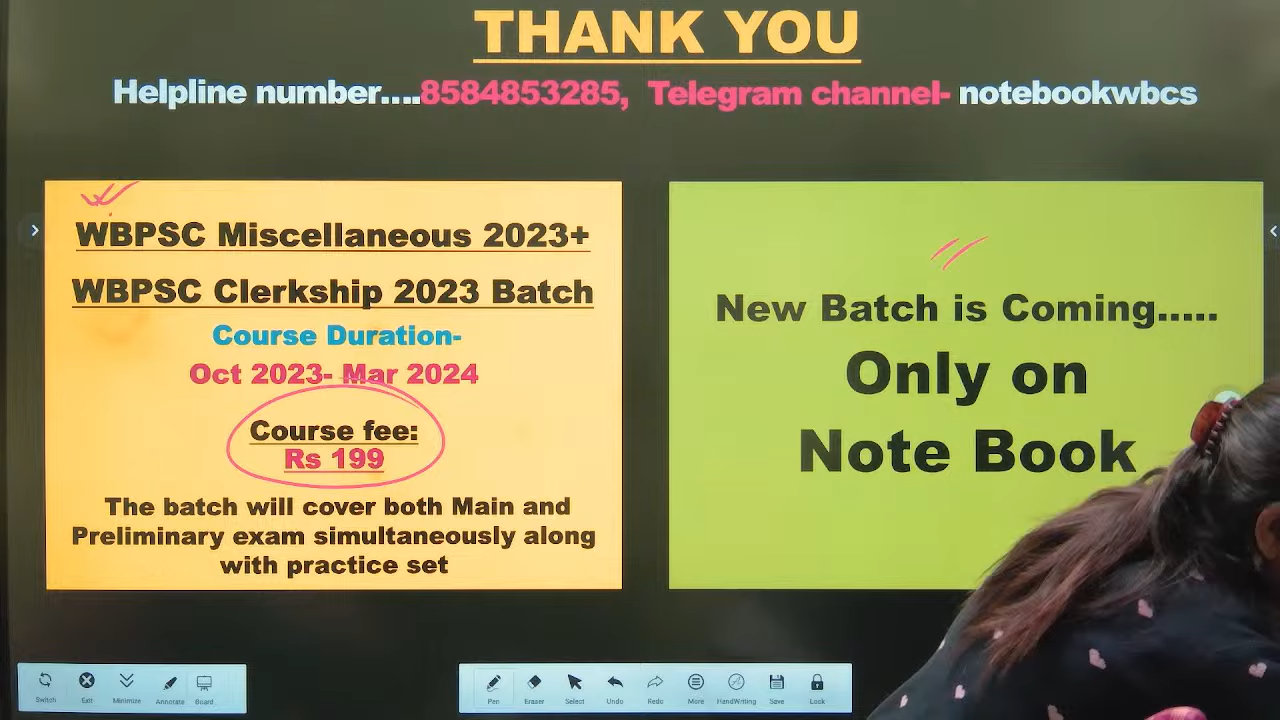 THANK YOU
Helpline number....8584853285, Telegram channel- notebookwbcs
WBPSC Miscellaneous 2023+
WBPSC Clerkship 2023 Batch
Course Duration-
Oct 2023- Mar 2024
Course fee:
Rs 199
The batch will cover both Main and
Preliminary exam simultaneously along
with practice set
New Batch is Coming.....
Only on
Note Book
Switch Exit Minimize Annotate Board
Pen Eraser Select Undo Redo More HandWriting Save Lock